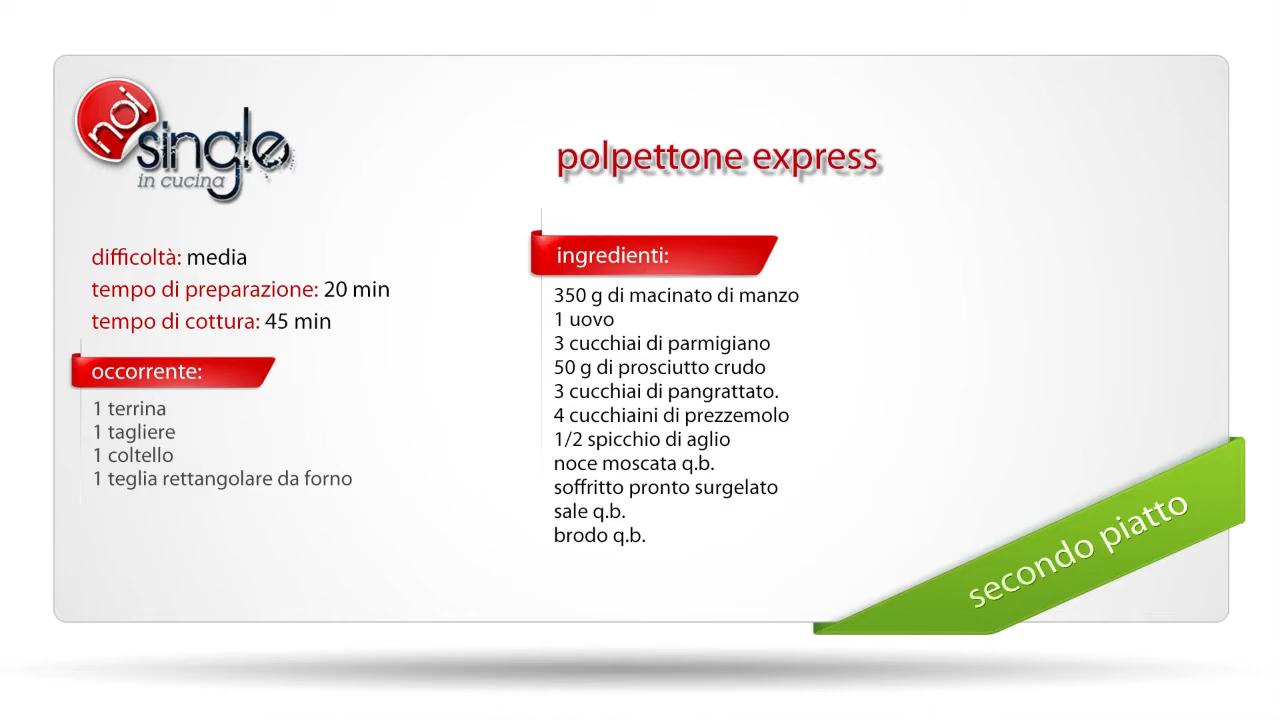 noi
single
in cucina
polpettone express
difficoltà: media
tempo di preparazione: 20 min
tempo di cottura: 45 min
occorrente:
1 terrina
1 tagliere
1 coltello
1 teglia rettangolare da forno
ingredienti:
350 g di macinato di manzo
1 uovo
3 cucchiai di parmigiano
50 g di prosciutto crudo
3 cucchiai di pangrattato.
4 cucchiaini di prezzemolo
1/2 spicchio di aglio
noce moscata q.b.
soffritto pronto surgelato
sale q.b.
brodo q.b.
secondo piatto